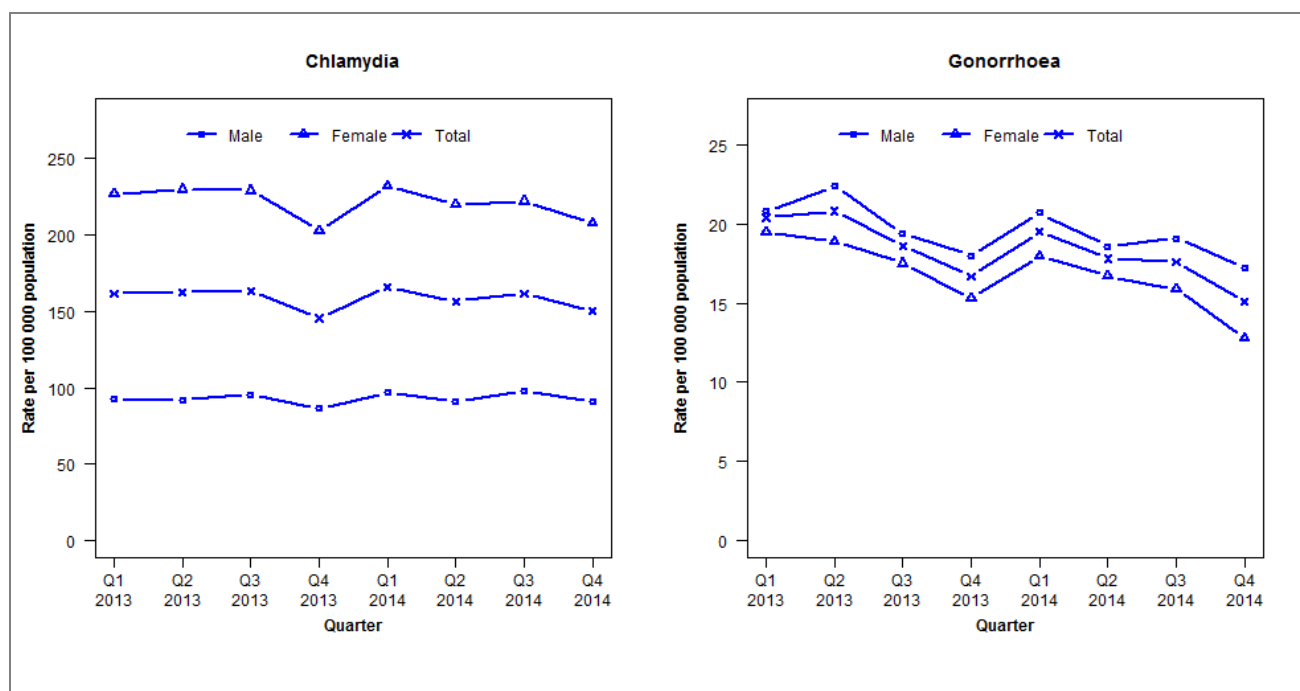 Chlamydia
Male Female Total
250
200
150
100
50
0
Rate per 100 000 population
Q1 Q2 Q3 Q4 Q1 Q2 Q3 Q4
2013 2013 2013 2013 2014 2014 2014 2014
Quarter
Gonorrhoea
Male Female Total
25
20
15
10
5
0
Rate per 100 000 population
Q1 Q2 Q3 Q4 Q1 Q2 Q3 Q4
2013 2013 2013 2013 2014 2014 2014 2014
Quarter